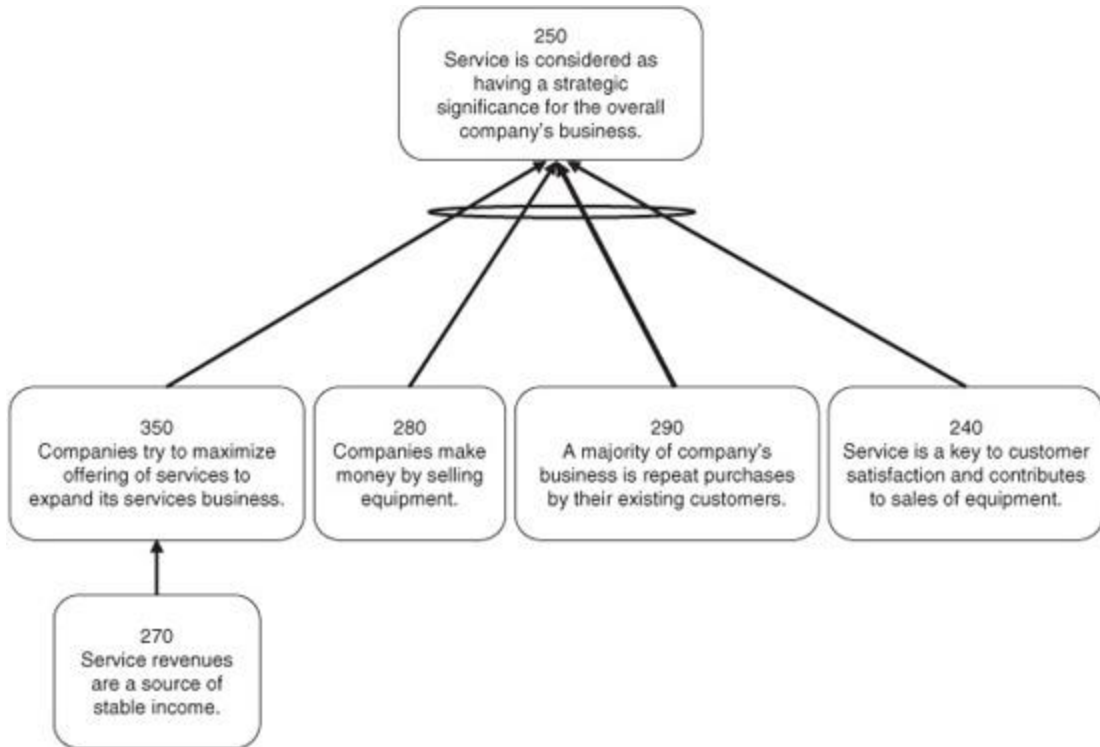 250
Service is considered as
having a strategic
significance for the overall
company's business.
350
Companies try to maximize
offering of services to
expand its services business.
280
Companies make
money by selling
equipment.
290
A majority of company's
business is repeat purchases
by their existing customers.
240
Service is a key to customer
satisfaction and contributes
to sales of equipment.
270
Service revenues
are a source of
stable income.